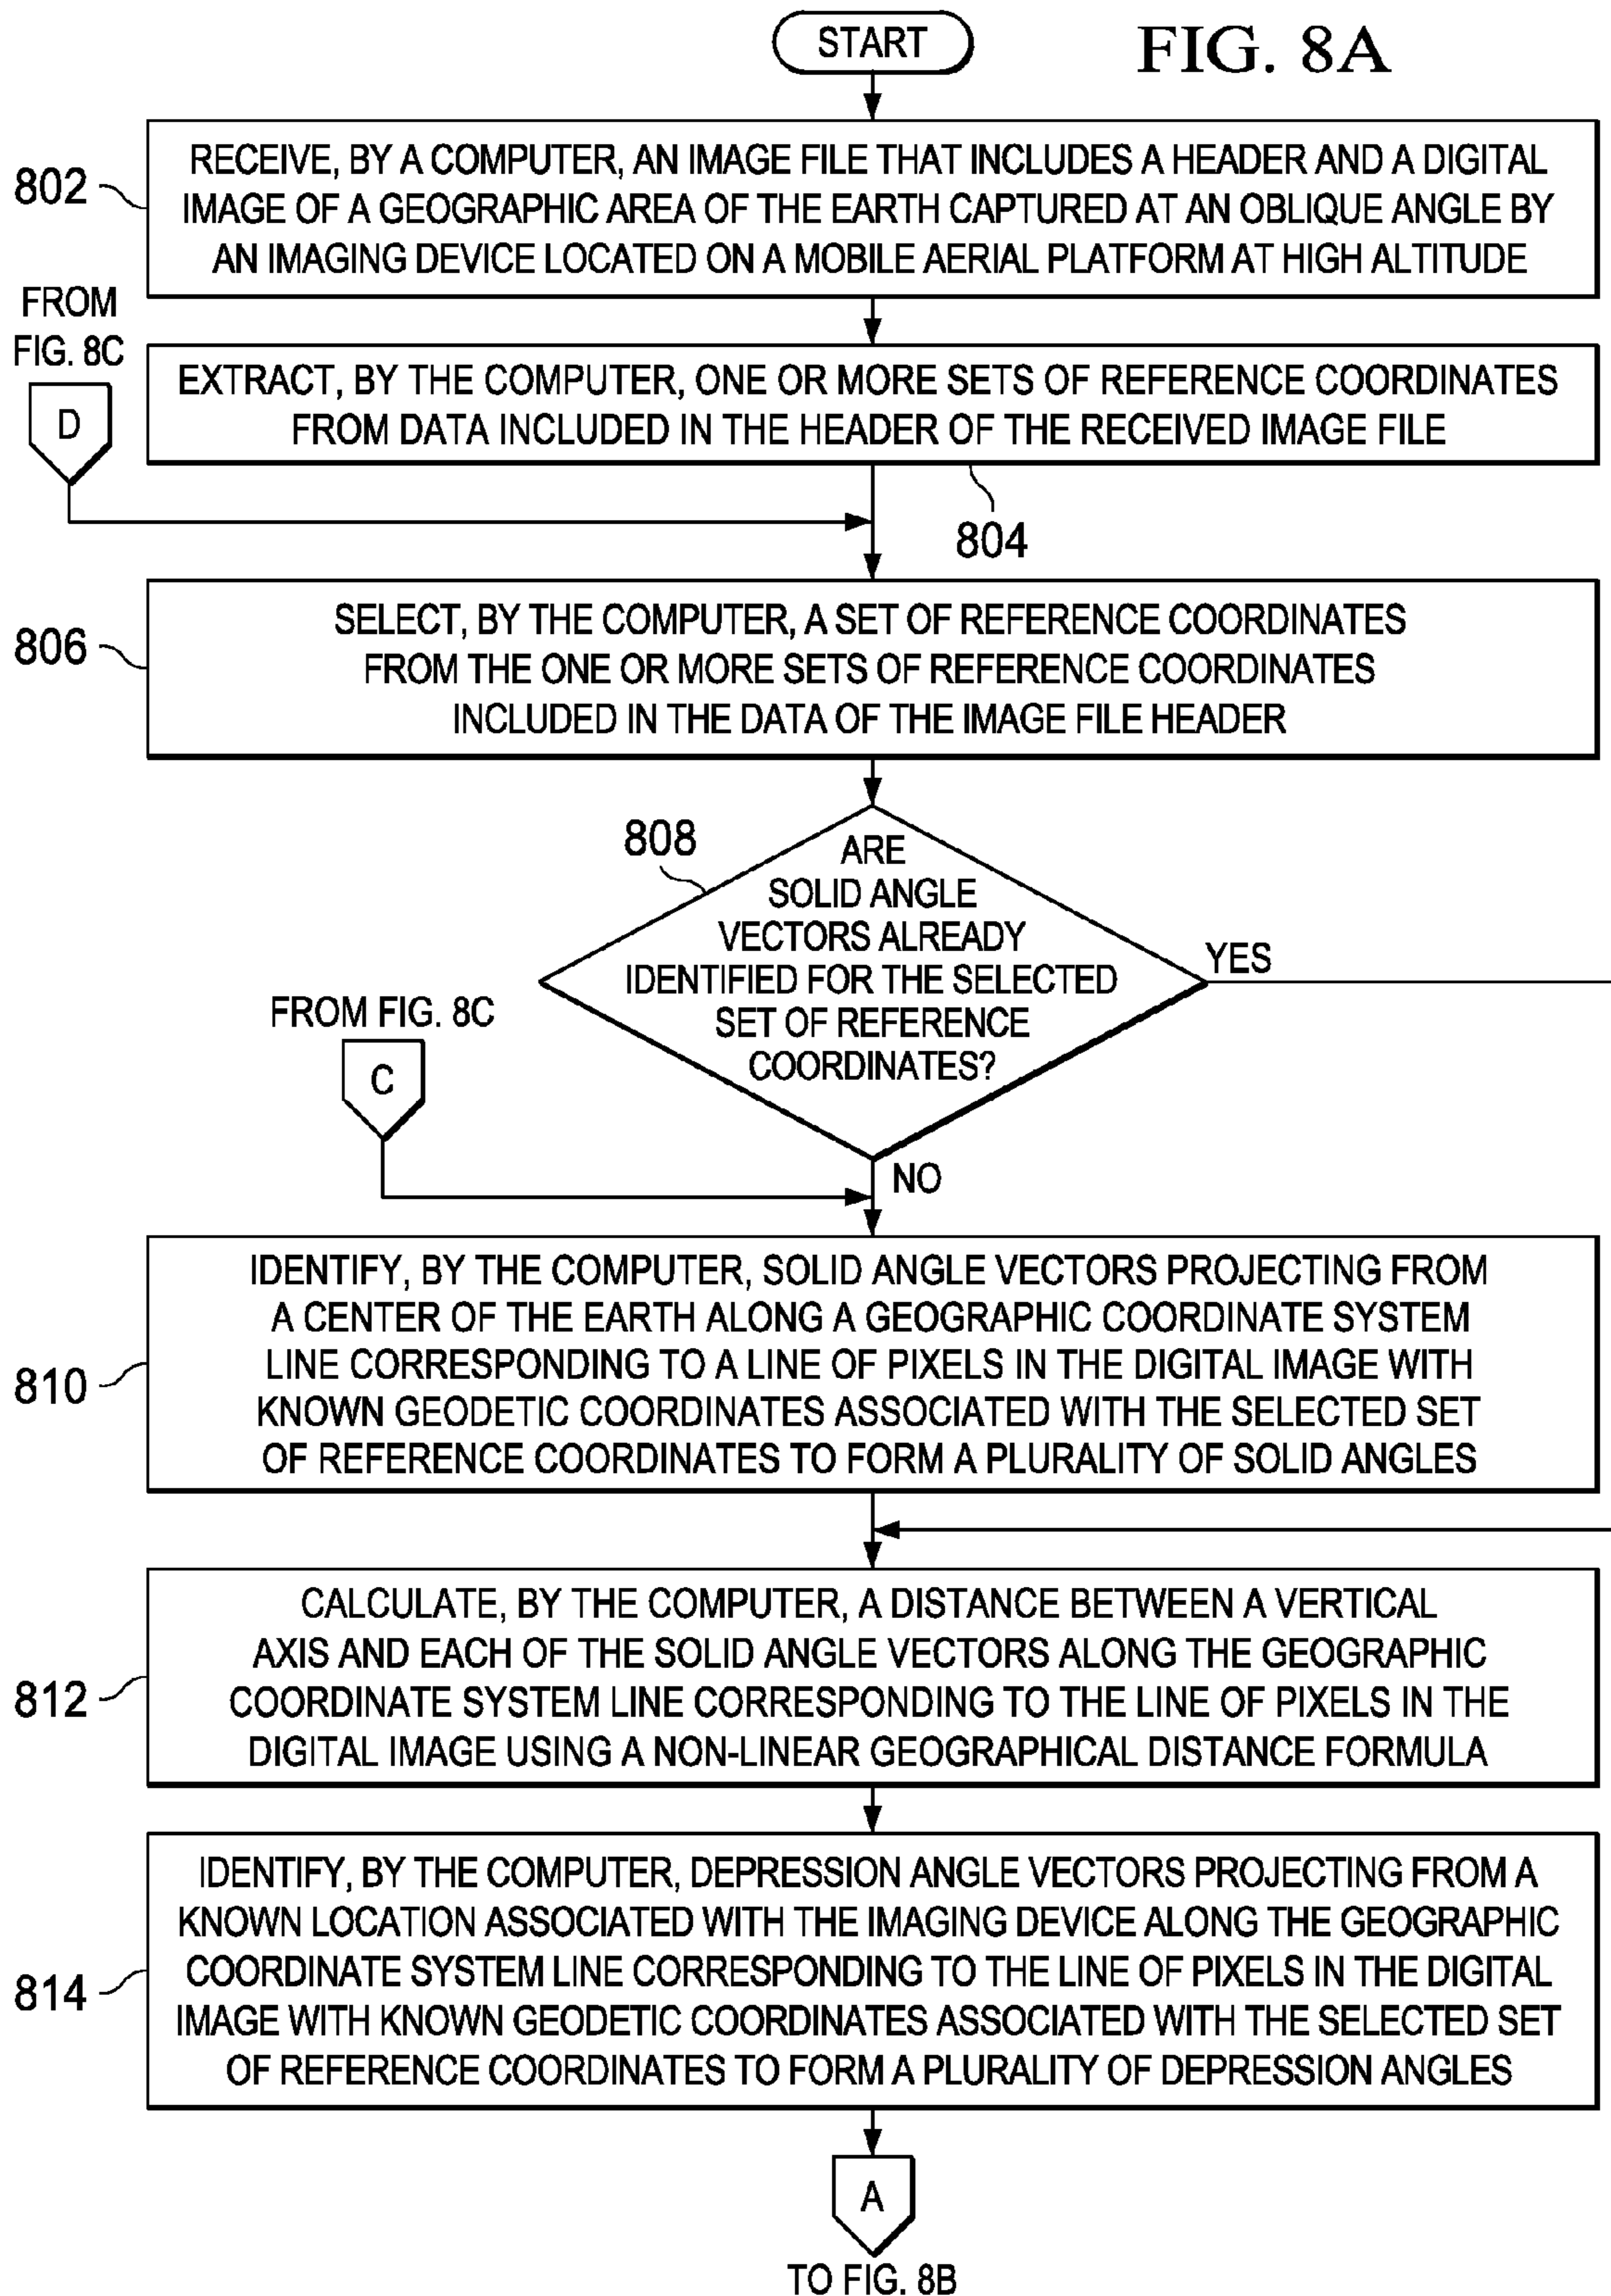 START
FIG. 8A
802
RECEIVE, BY A COMPUTER, AN IMAGE FILE THAT INCLUDES A HEADER AND A DIGITAL
IMAGE OF A GEOGRAPHIC AREA OF THE EARTH CAPTURED AT AN OBLIQUE ANGLE BY
AN IMAGING DEVICE LOCATED ON A MOBILE AERIAL PLATFORM AT HIGH ALTITUDE
FROM
FIG. 8C
D
EXTRACT, BY THE COMPUTER, ONE OR MORE SETS OF REFERENCE COORDINATES
FROM DATA INCLUDED IN THE HEADER OF THE RECEIVED IMAGE FILE
804
806
SELECT, BY THE COMPUTER, A SET OF REFERENCE COORDINATES
FROM THE ONE OR MORE SETS OF REFERENCE COORDINATES
INCLUDED IN THE DATA OF THE IMAGE FILE HEADER
808
ARE
SOLID ANGLE
VECTORS ALREADY
IDENTIFIED FOR THE SELECTED
SET OF REFERENCE
COORDINATES?
YES
FROM FIG. 8C
C
NO
810
IDENTIFY, BY THE COMPUTER, SOLID ANGLE VECTORS PROJECTING FROM
A CENTER OF THE EARTH ALONG A GEOGRAPHIC COORDINATE SYSTEM
LINE CORRESPONDING TO A LINE OF PIXELS IN THE DIGITAL IMAGE WITH
KNOWN GEODETIC COORDINATES ASSOCIATED WITH THE SELECTED SET
OF REFERENCE COORDINATES TO FORM A PLURALITY OF SOLID ANGLES
812
CALCULATE, BY THE COMPUTER, A DISTANCE BETWEEN A VERTICAL
AXIS AND EACH OF THE SOLID ANGLE VECTORS ALONG THE GEOGRAPHIC
COORDINATE SYSTEM LINE CORRESPONDING TO THE LINE OF PIXELS IN THE
DIGITAL IMAGE USING A NON-LINEAR GEOGRAPHICAL DISTANCE FORMULA
814
IDENTIFY, BY THE COMPUTER, DEPRESSION ANGLE VECTORS PROJECTING FROM A
KNOWN LOCATION ASSOCIATED WITH THE IMAGING DEVICE ALONG THE GEOGRAPHIC
COORDINATE SYSTEM LINE CORRESPONDING TO THE LINE OF PIXELS IN THE DIGITAL
IMAGE WITH KNOWN GEODETIC COORDINATES ASSOCIATED WITH THE SELECTED SET
OF REFERENCE COORDINATES TO FORM A PLURALITY OF DEPRESSION ANGLES
A
TO FIG. 8B